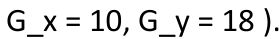 G_x = 10, G_y = 18 ).